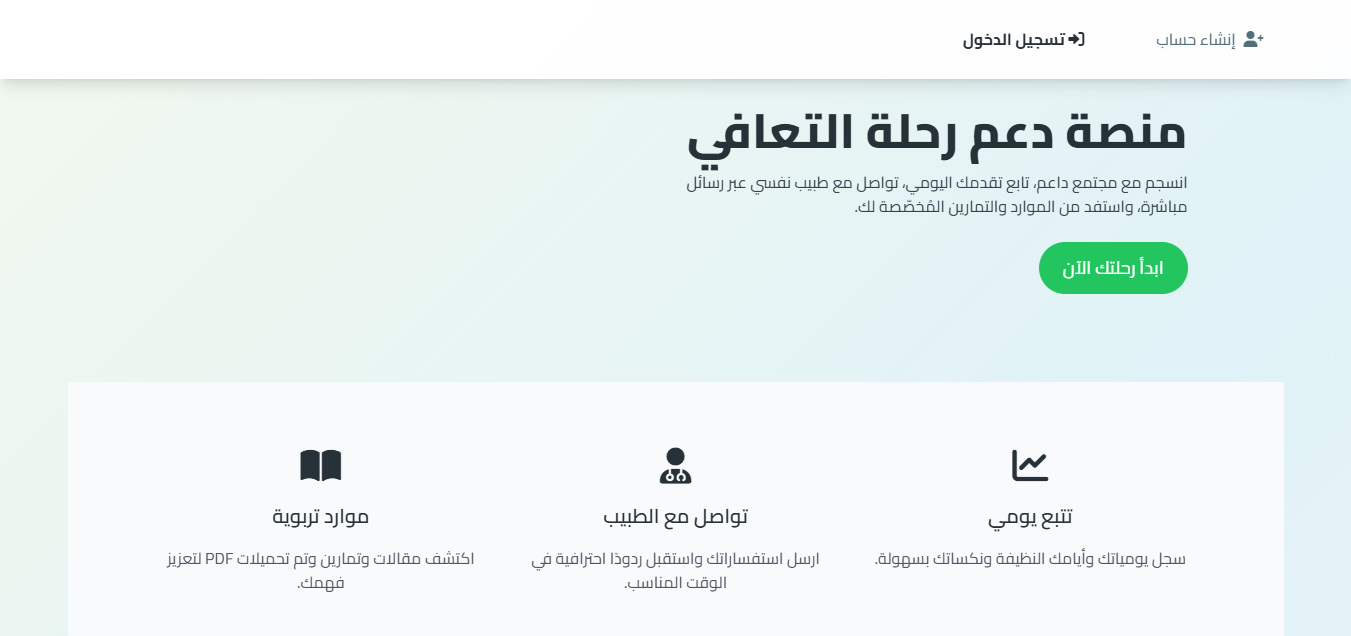 إنشاء حساب
تسجيل الدخول
منصة دعم رحلة التعافي
انسجم مع مجتمع داعم، تابع تقدمك اليومي، تواصل مع طبيب نفسي عبر رسائل
مباشرة، واستفد من الموارد والتمارين المُخصّصة لك.
ابدأ رحلتك الآن
تتبع يومي
سجل يومياتك وأيامك النظيفة ونكساتك بسهولة.
تواصل مع الطبيب
ارسل استفساراتك واستقبل ردودًا احترافية في
الوقت المناسب.
موارد تربوية
اكتشف مقالات وتمارين وتم تحميلات PDF لتعزيز
فهمك.